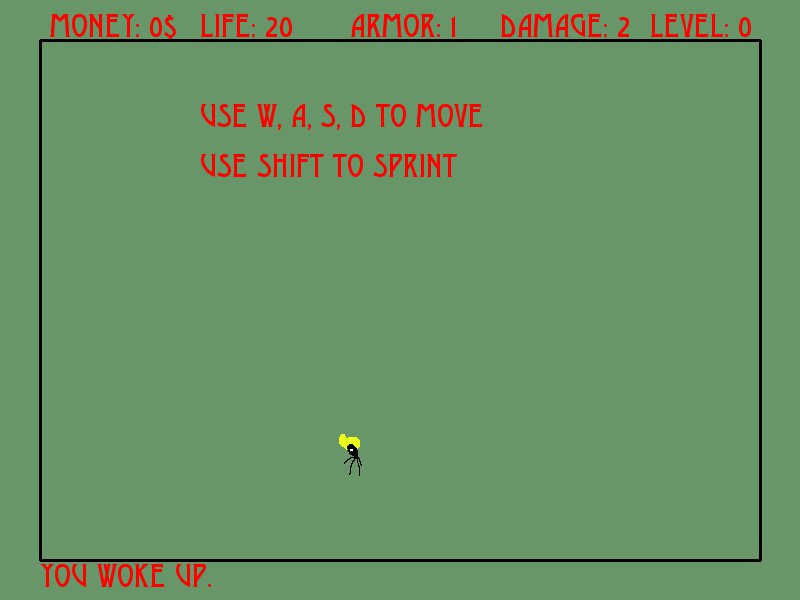 MONEY: 0$ LIFE: 20 ARMOR: 1 DAMAGE: 2 LEVEL: 0
USE W, A, S, D TO MOVE
USE SHIFT TO SPRINT
YOU WOKE UP.